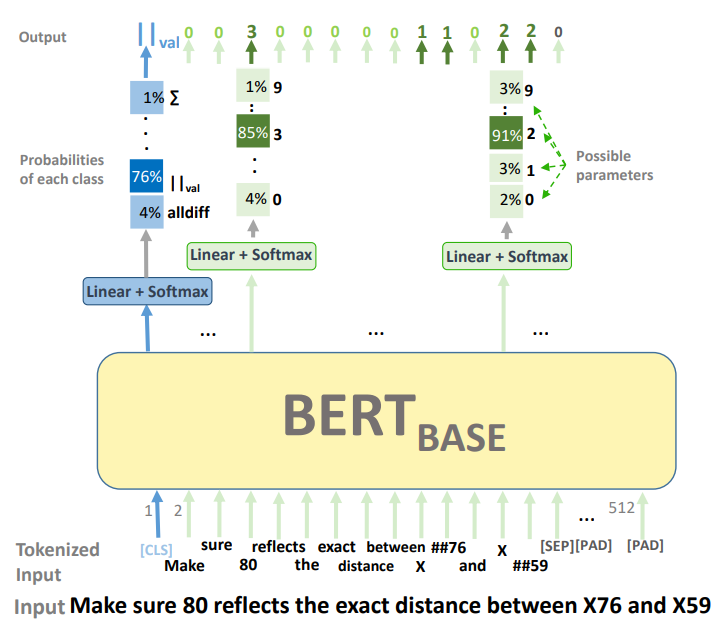 Output ||val 0 0 3 0 0 0 0 0 1 1 0 2 2 0
1% ∑ 1% 9 3% 9
Probabilities of each class
85% 3 91% 2
Possible parameters
76% ||val 3% 1
4% alldiff 4% 0 2% 0
Linear + Softmax Linear + Softmax
Linear + Softmax
... ... ...
BERT BASE
1 2 ... 512
Tokenized Input
[CLS] Make sure 80 reflects the exact distance between X ##76 and X ##59 [SEP] [PAD] [PAD]
Input Make sure 80 reflects the exact distance between X76 and X59